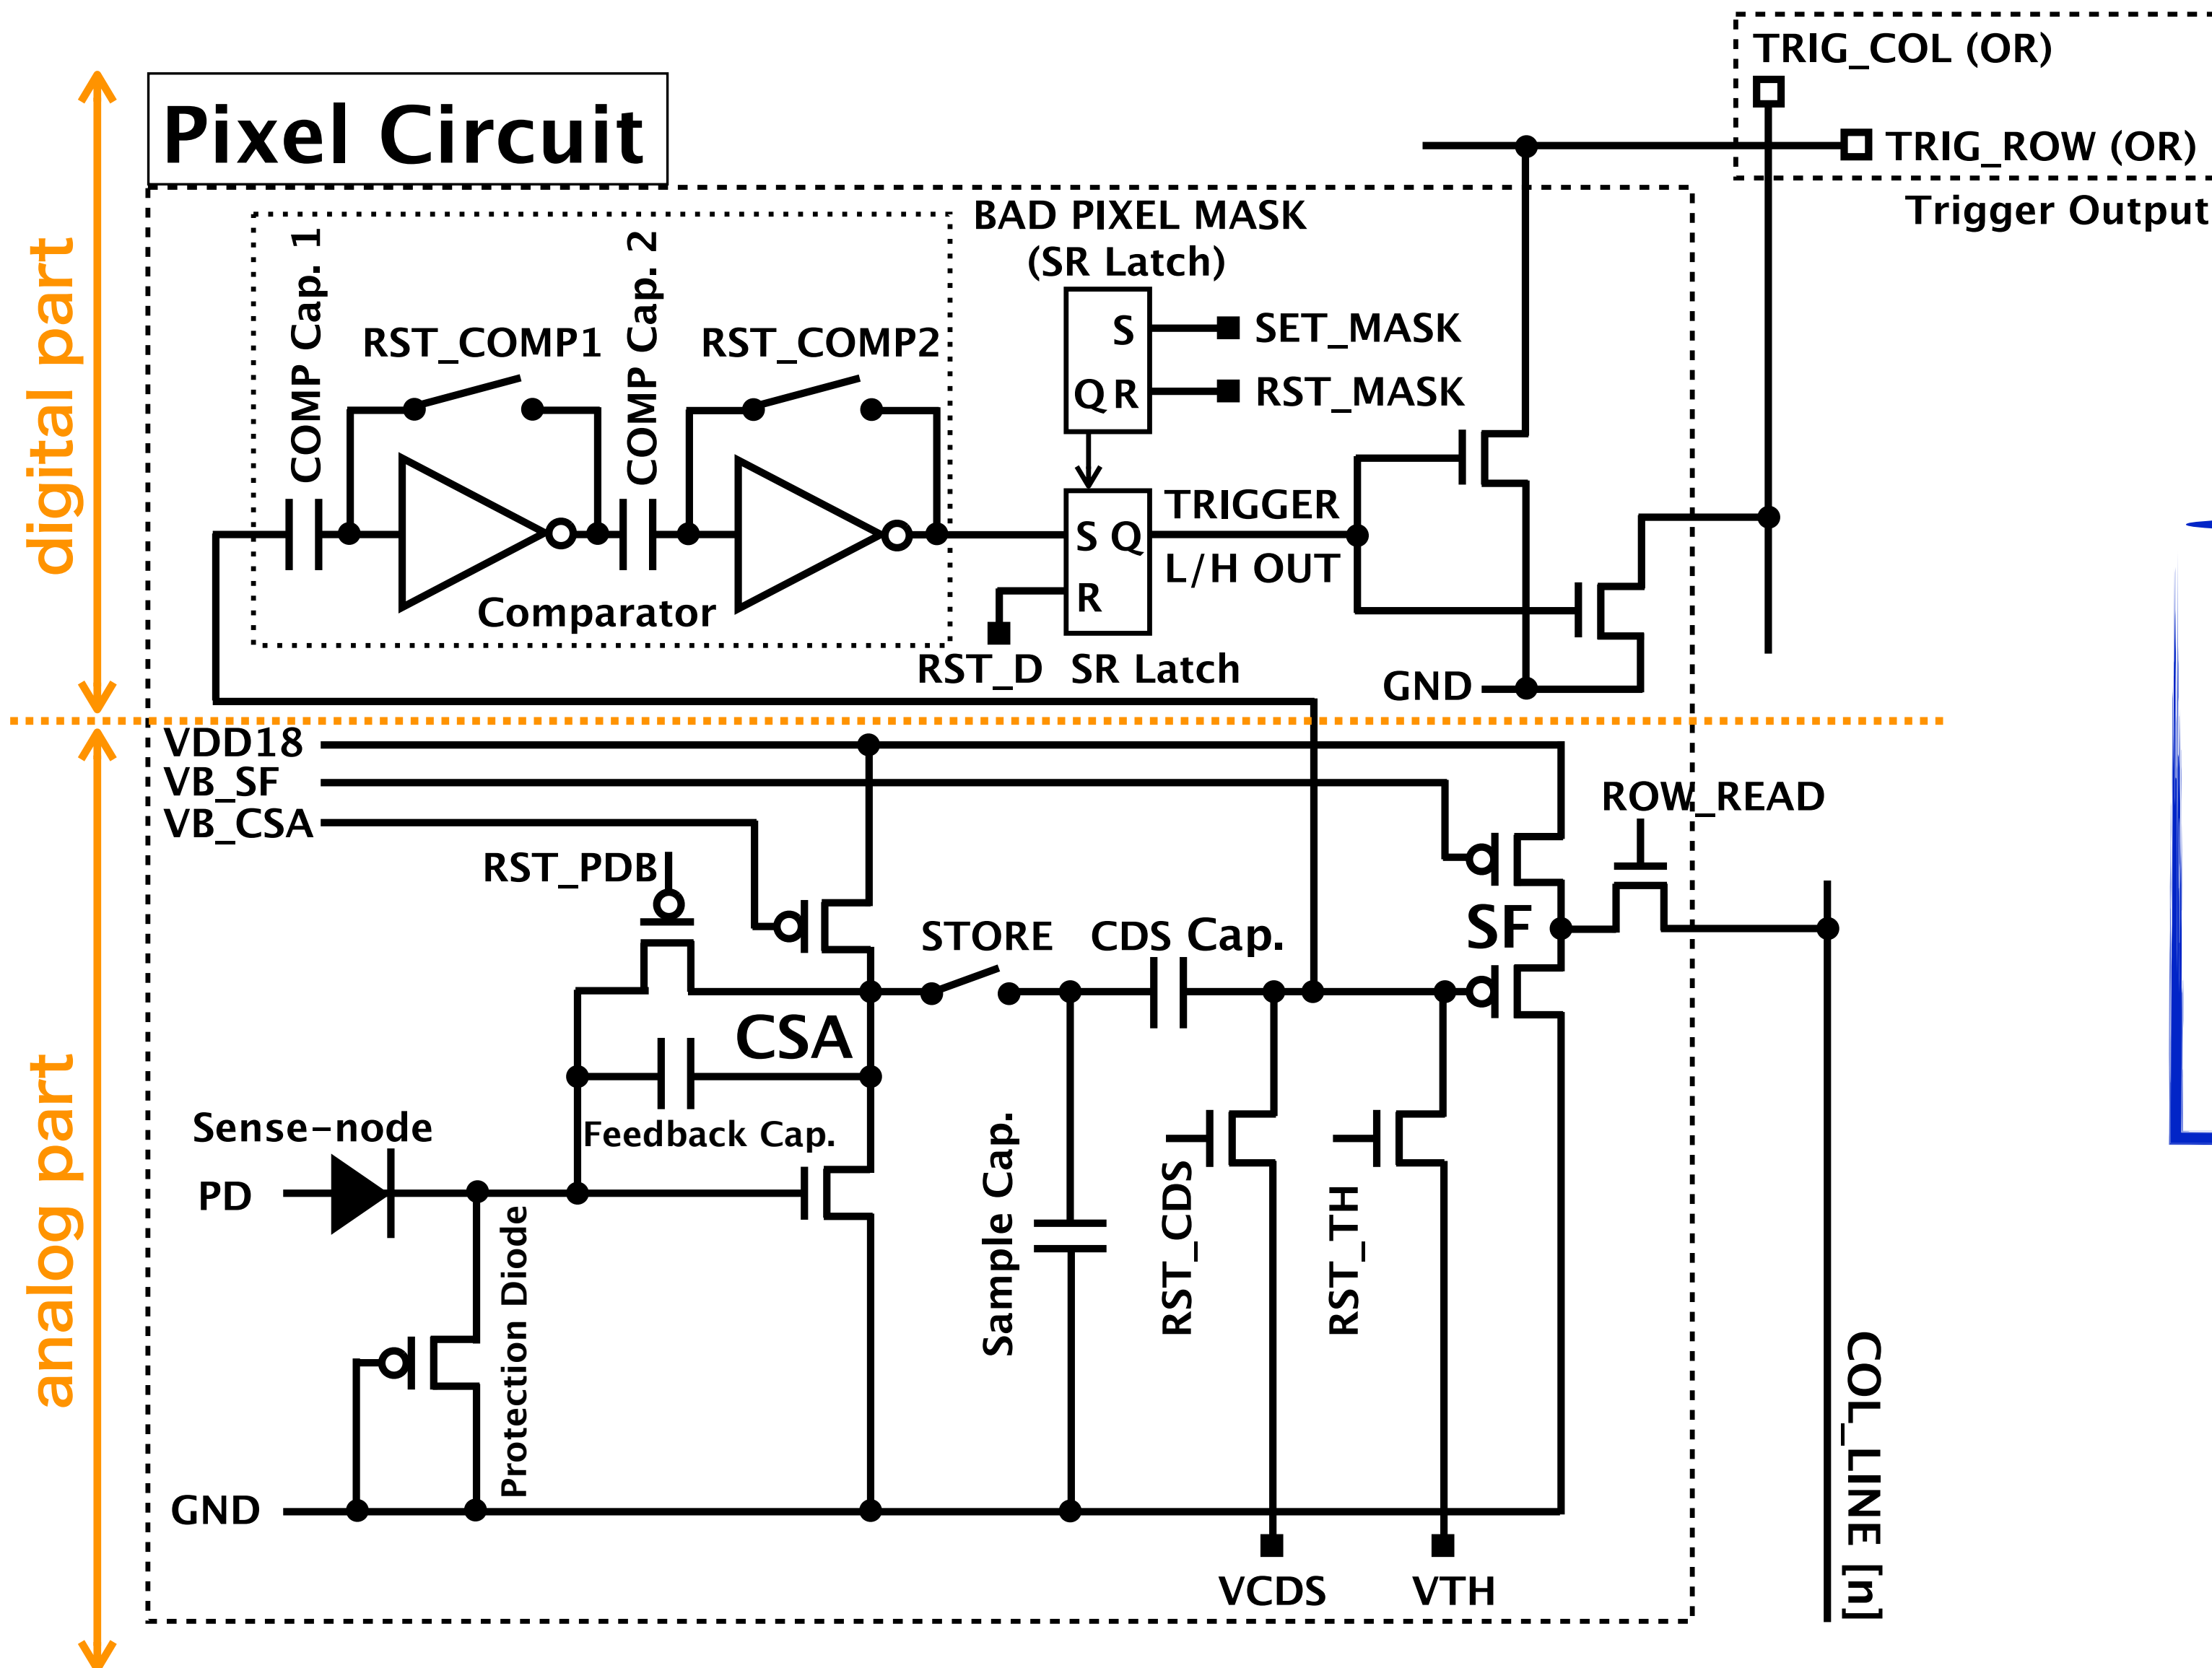 TRIG_COL (OR)
Pixel Circuit
TRIG_ROW (OR)
Trigger Output
digital part
BAD PIXEL MASK
(SR Latch)
COMP Cap. 1
RST_COMP1
COMP Cap. 2
RST_COMP2
S
SET_MASK
Q R
RST_MASK
TRIGGER
S Q
L/H OUT
R
Comparator
RST_D
SR Latch
GND
VDD18
VB_SF
VB_CSA
ROW_READ
RST_PDB
STORE
CDS Cap.
SF
CSA
analog part
Sense-node
Feedback Cap.
PD
Protection Diode
Sample Cap.
RST_CDS
RST_TH
COL_LINE [n]
GND
VCDS
VTH